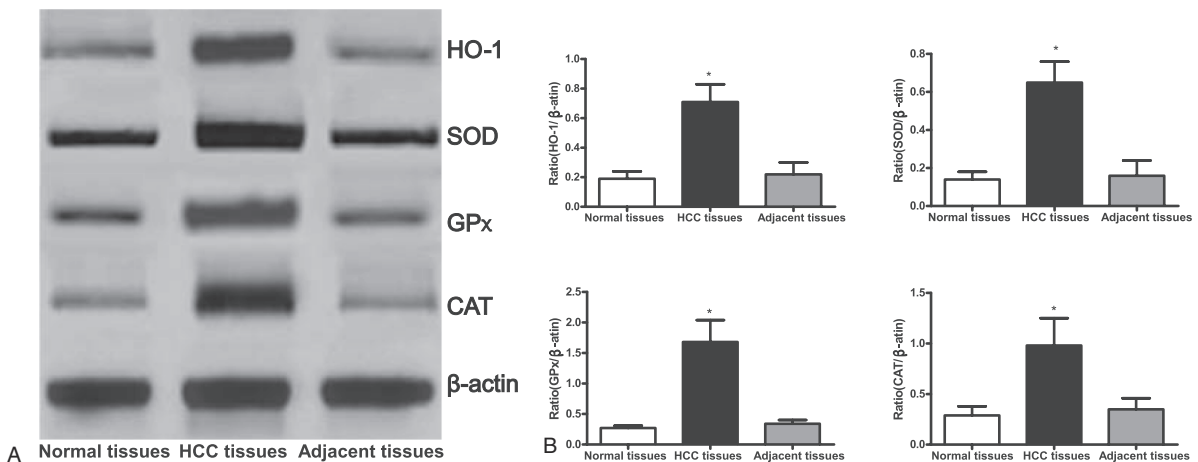 A
HO-1
SOD
GPx
CAT
β-actin
Normal tissues HCC tissues Adjacent tissues
B
Ratio(HO-1/ β-atin)
1.0
0.8
0.6
0.4
0.2
0.0
*
Normal tissues HCC tissues Adjacent tissues
Ratio(SOD/ β-atin)
0.8
0.6
0.4
0.2
0.0
*
Normal tissues HCC tissues Adjacent tissues
Ratio(GPx/ β-atin)
2.5
2.0
1.5
1.0
0.5
0.0
*
Normal tissues HCC tissues Adjacent tissues
Ratio(CAT/ β-atin)
1.5
1.0
0.5
0.0
*
Normal tissues HCC tissues Adjacent tissues